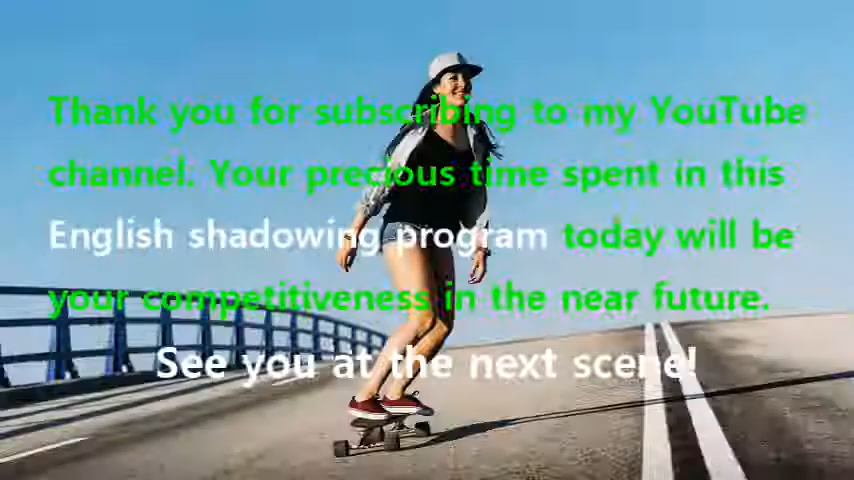 Thank you for subscribing to my YouTube
channel. Your precious time spent in this
English shadowing program today will be
your competitiveness in the near future.
See you at the next scene!